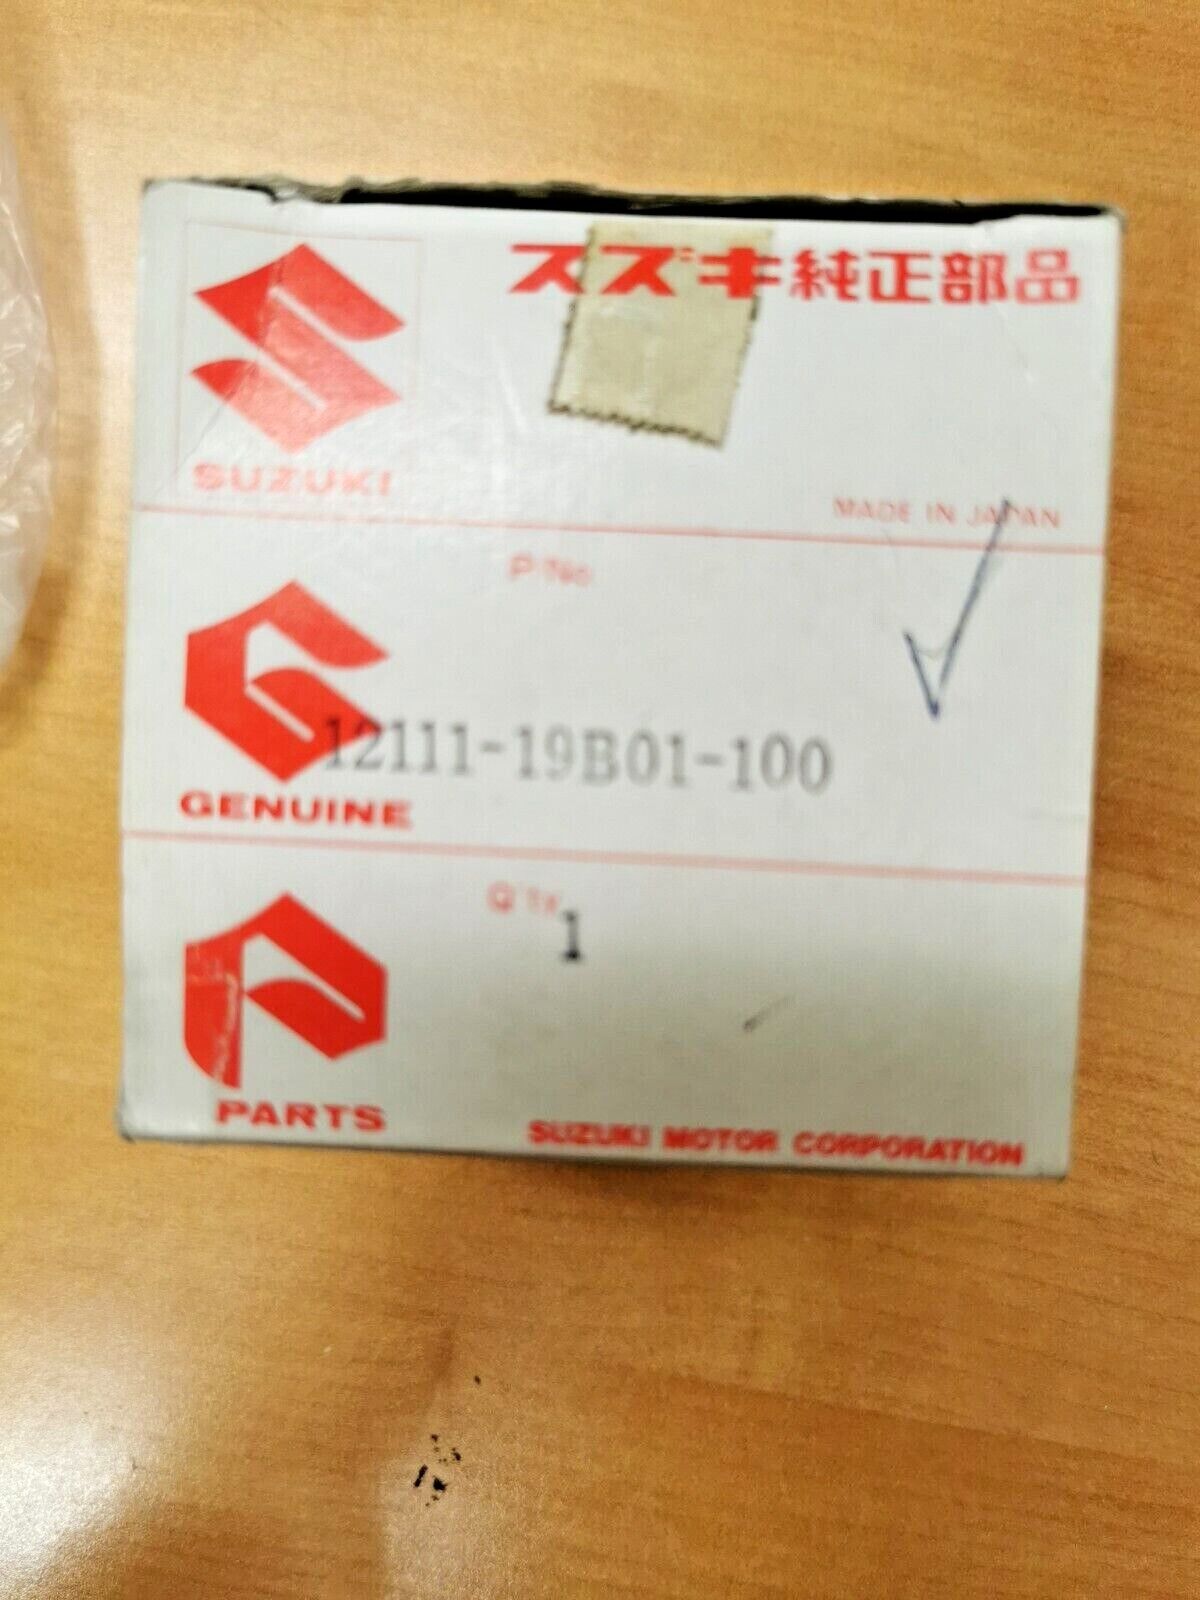 スズキ純正部品
SUZUKI
MADE IN JAPAN
P/No
12111-19B01-100
GENUINE
Q'ty
1
PARTS
SUZUKI MOTOR CORPORATION